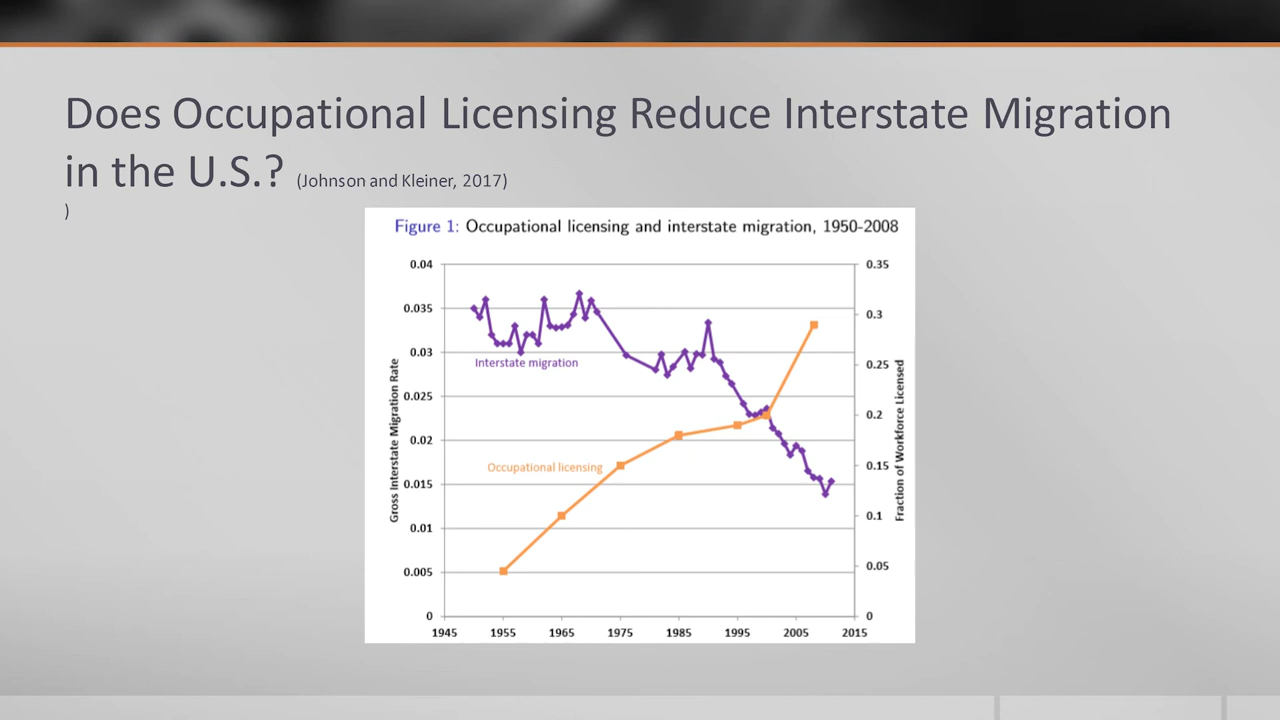 Does Occupational Licensing Reduce Interstate Migration
in the U.S.? (Johnson and Kleiner, 2017)
)
Figure 1: Occupational licensing and interstate migration, 1950-2008
0.04
0.035
0.03
0.025
0.02
0.015
0.01
0.005
0
Gross Interstate Migration Rate
Interstate migration
Occupational licensing
0.35
0.3
0.25
0.2
0.15
0.1
0.05
0
Fraction of Workforce Licensed
1945 1955 1965 1975 1985 1995 2005 2015